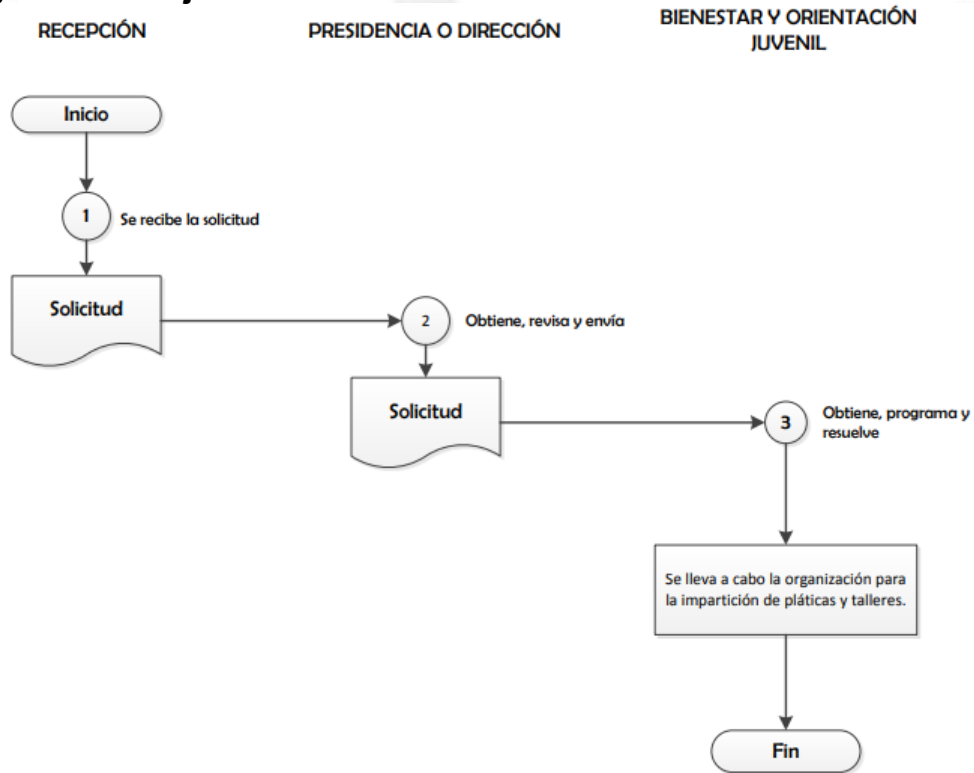 RECEPCIÓN
PRESIDENCIA O DIRECCIÓN
BIENESTAR Y ORIENTACIÓN
JUVENIL
Inicio
1
Se recibe la solicitud
Solicitud
2
Obtiene, revisa y envía
Solicitud
3
Obtiene, programa y
resuelve
Se lleva a cabo la organización para
la impartición de pláticas y talleres.
Fin